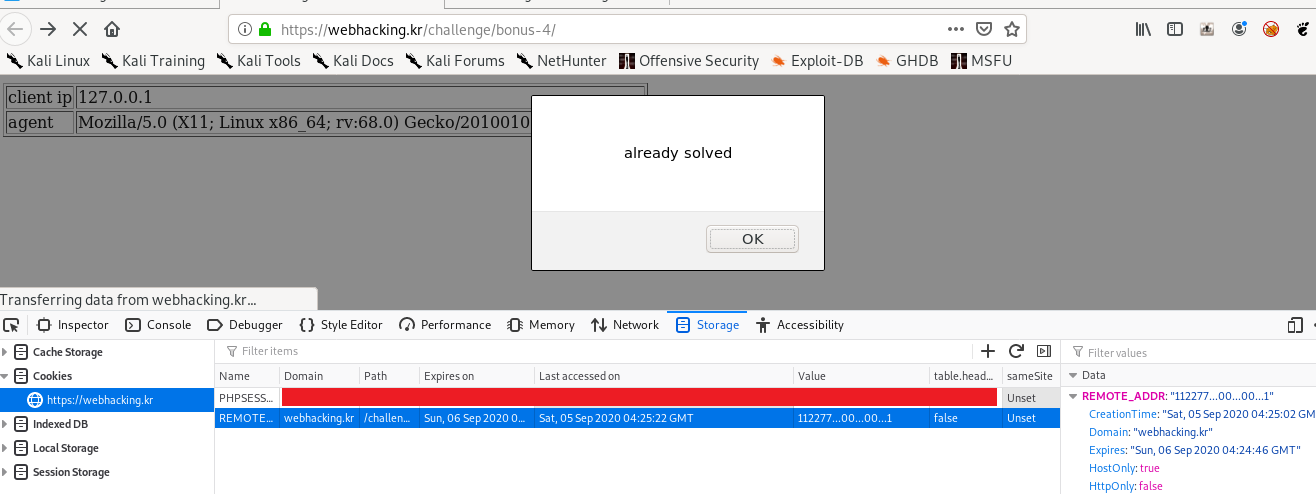 https://webhacking.kr/challenge/bonus-4/
Kali Linux Kali Training Kali Tools Kali Docs Kali Forums NetHunter Offensive Security Exploit-DB GHDB MSFU
client ip 127.0.0.1
agent Mozilla/5.0 (X11; Linux x86_64; rv:68.0) Gecko/2010010
already solved
OK
Transferring data from webhacking.kr...
Inspector Console Debugger Style Editor Performance Memory Network Storage Accessibility
Cache Storage
Cookies
https://webhacking.kr
Indexed DB
Local Storage
Session Storage
Filter items
Name Domain Path Expires on Last accessed on Value table.head... sameSite
PHPSESS... Unset
REMOTE... webhacking.kr /challen... Sun, 06 Sep 2020 0... Sat, 05 Sep 2020 04:25:22 GMT 112277...00...00...1 false Unset
Filter values
Data
REMOTE_ADDR: "112277...00...00...1"
CreationTime: "Sat, 05 Sep 2020 04:25:02 GM
Domain: "webhacking.kr"
Expires: "Sun, 06 Sep 2020 04:24:46 GMT"
HostOnly: true
HttpOnly: false